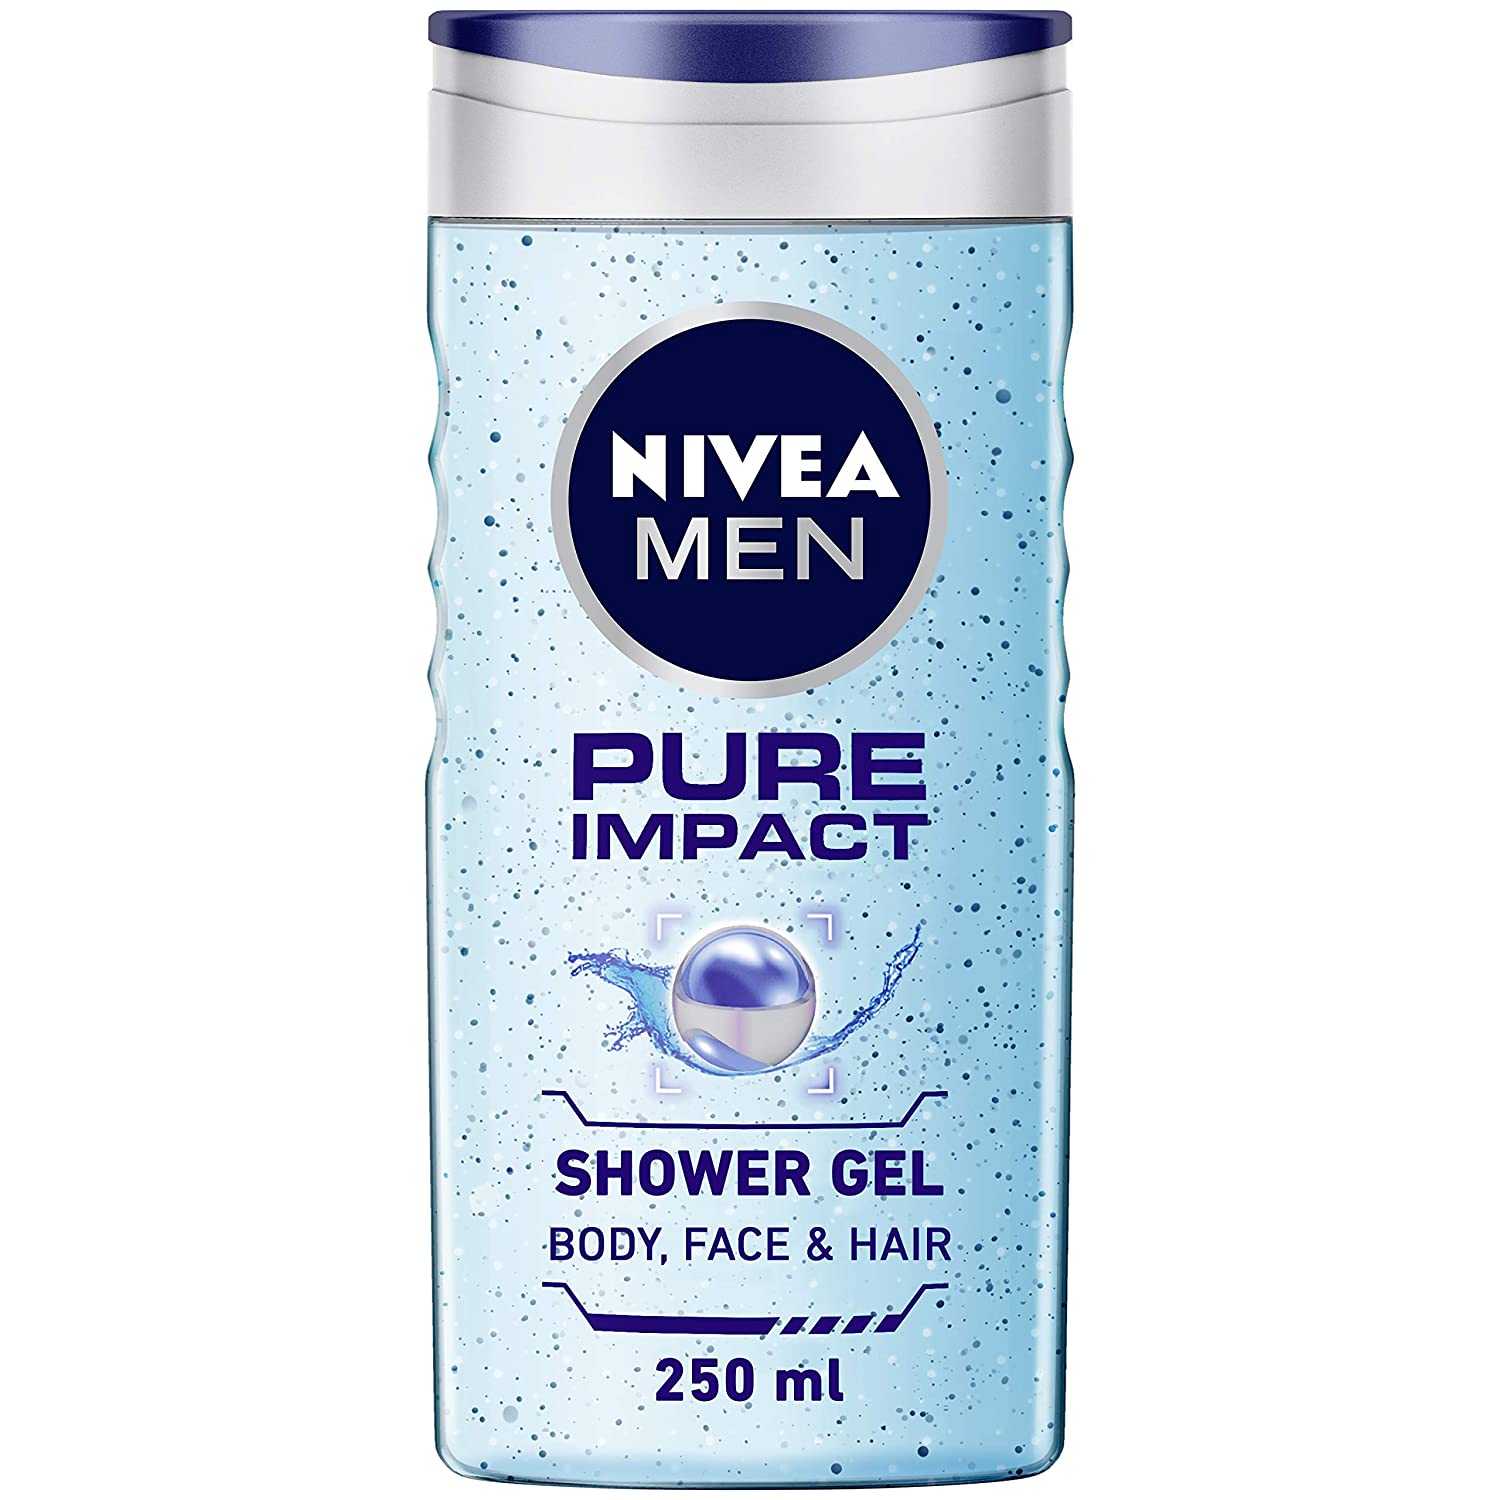 NIVEA
MEN
PURE
IMPACT
SHOWER GEL
BODY, FACE & HAIR
250 ml